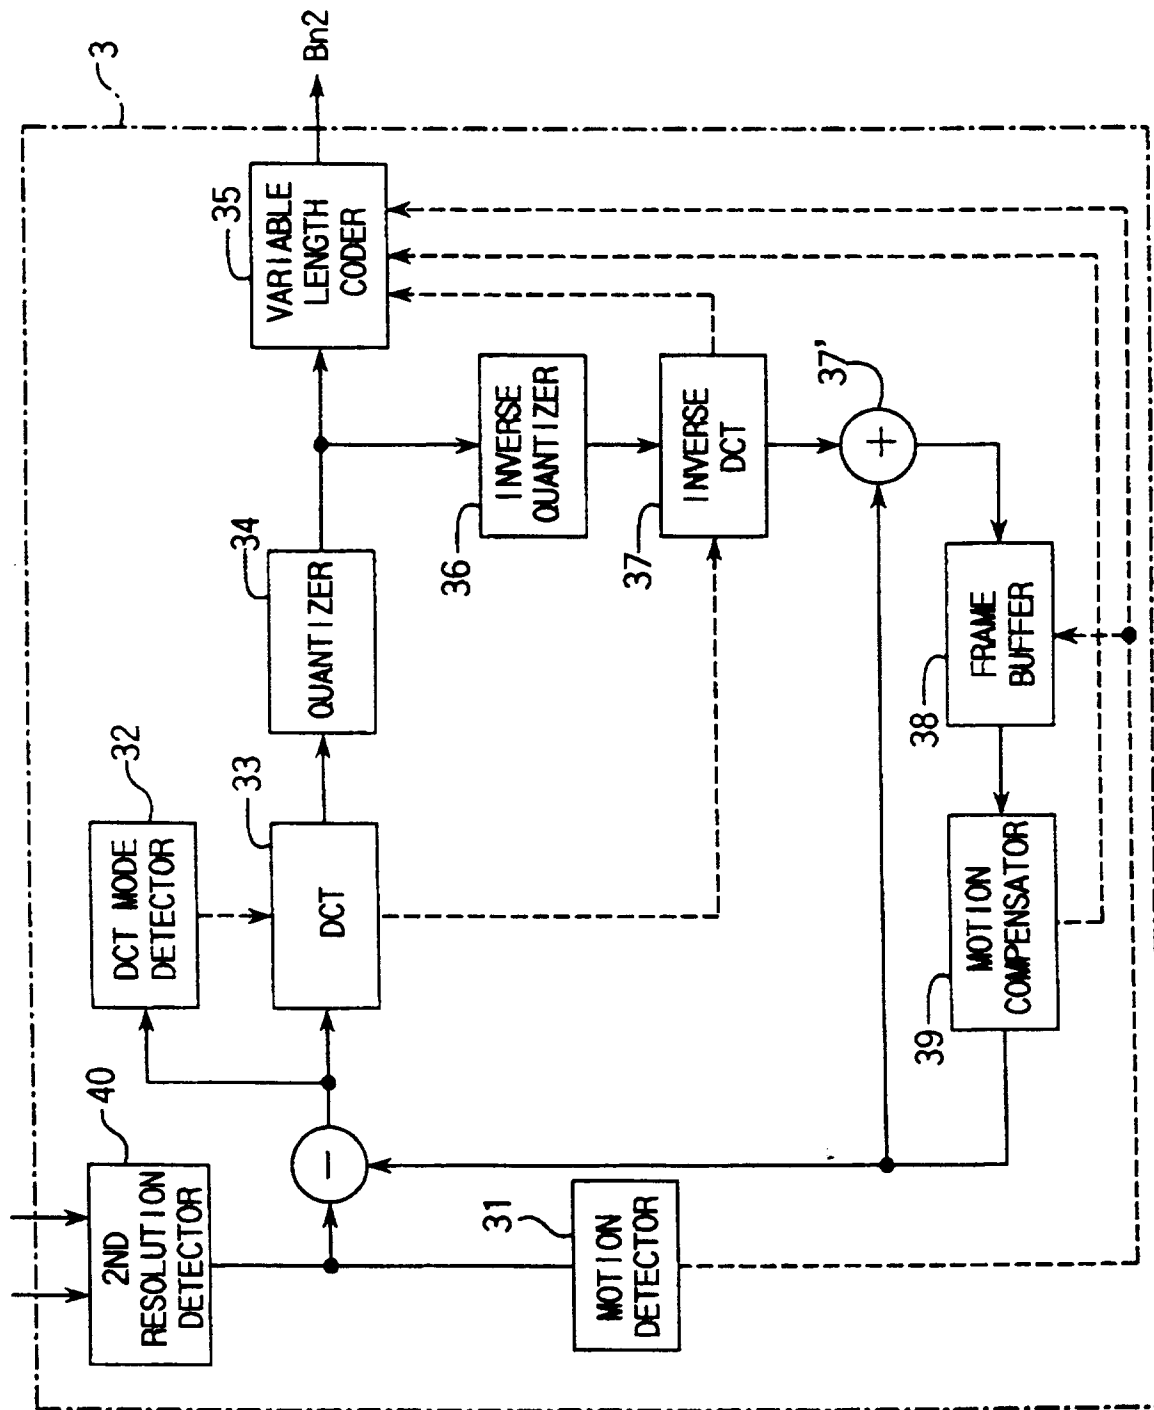 3
Bn2
35
VARIABLE
LENGTH
CODER
34
QUANTIZER
36
INVERSE
QUANTIZER
37
INVERSE
DCT
37'
+
32
DCT MODE
DETECTOR
33
DCT
38
FRAME
BUFFER
39
MOTION
COMPENSATOR
40
2ND
RESOLUTION
DETECTOR
−
31
MOTION
DETECTOR